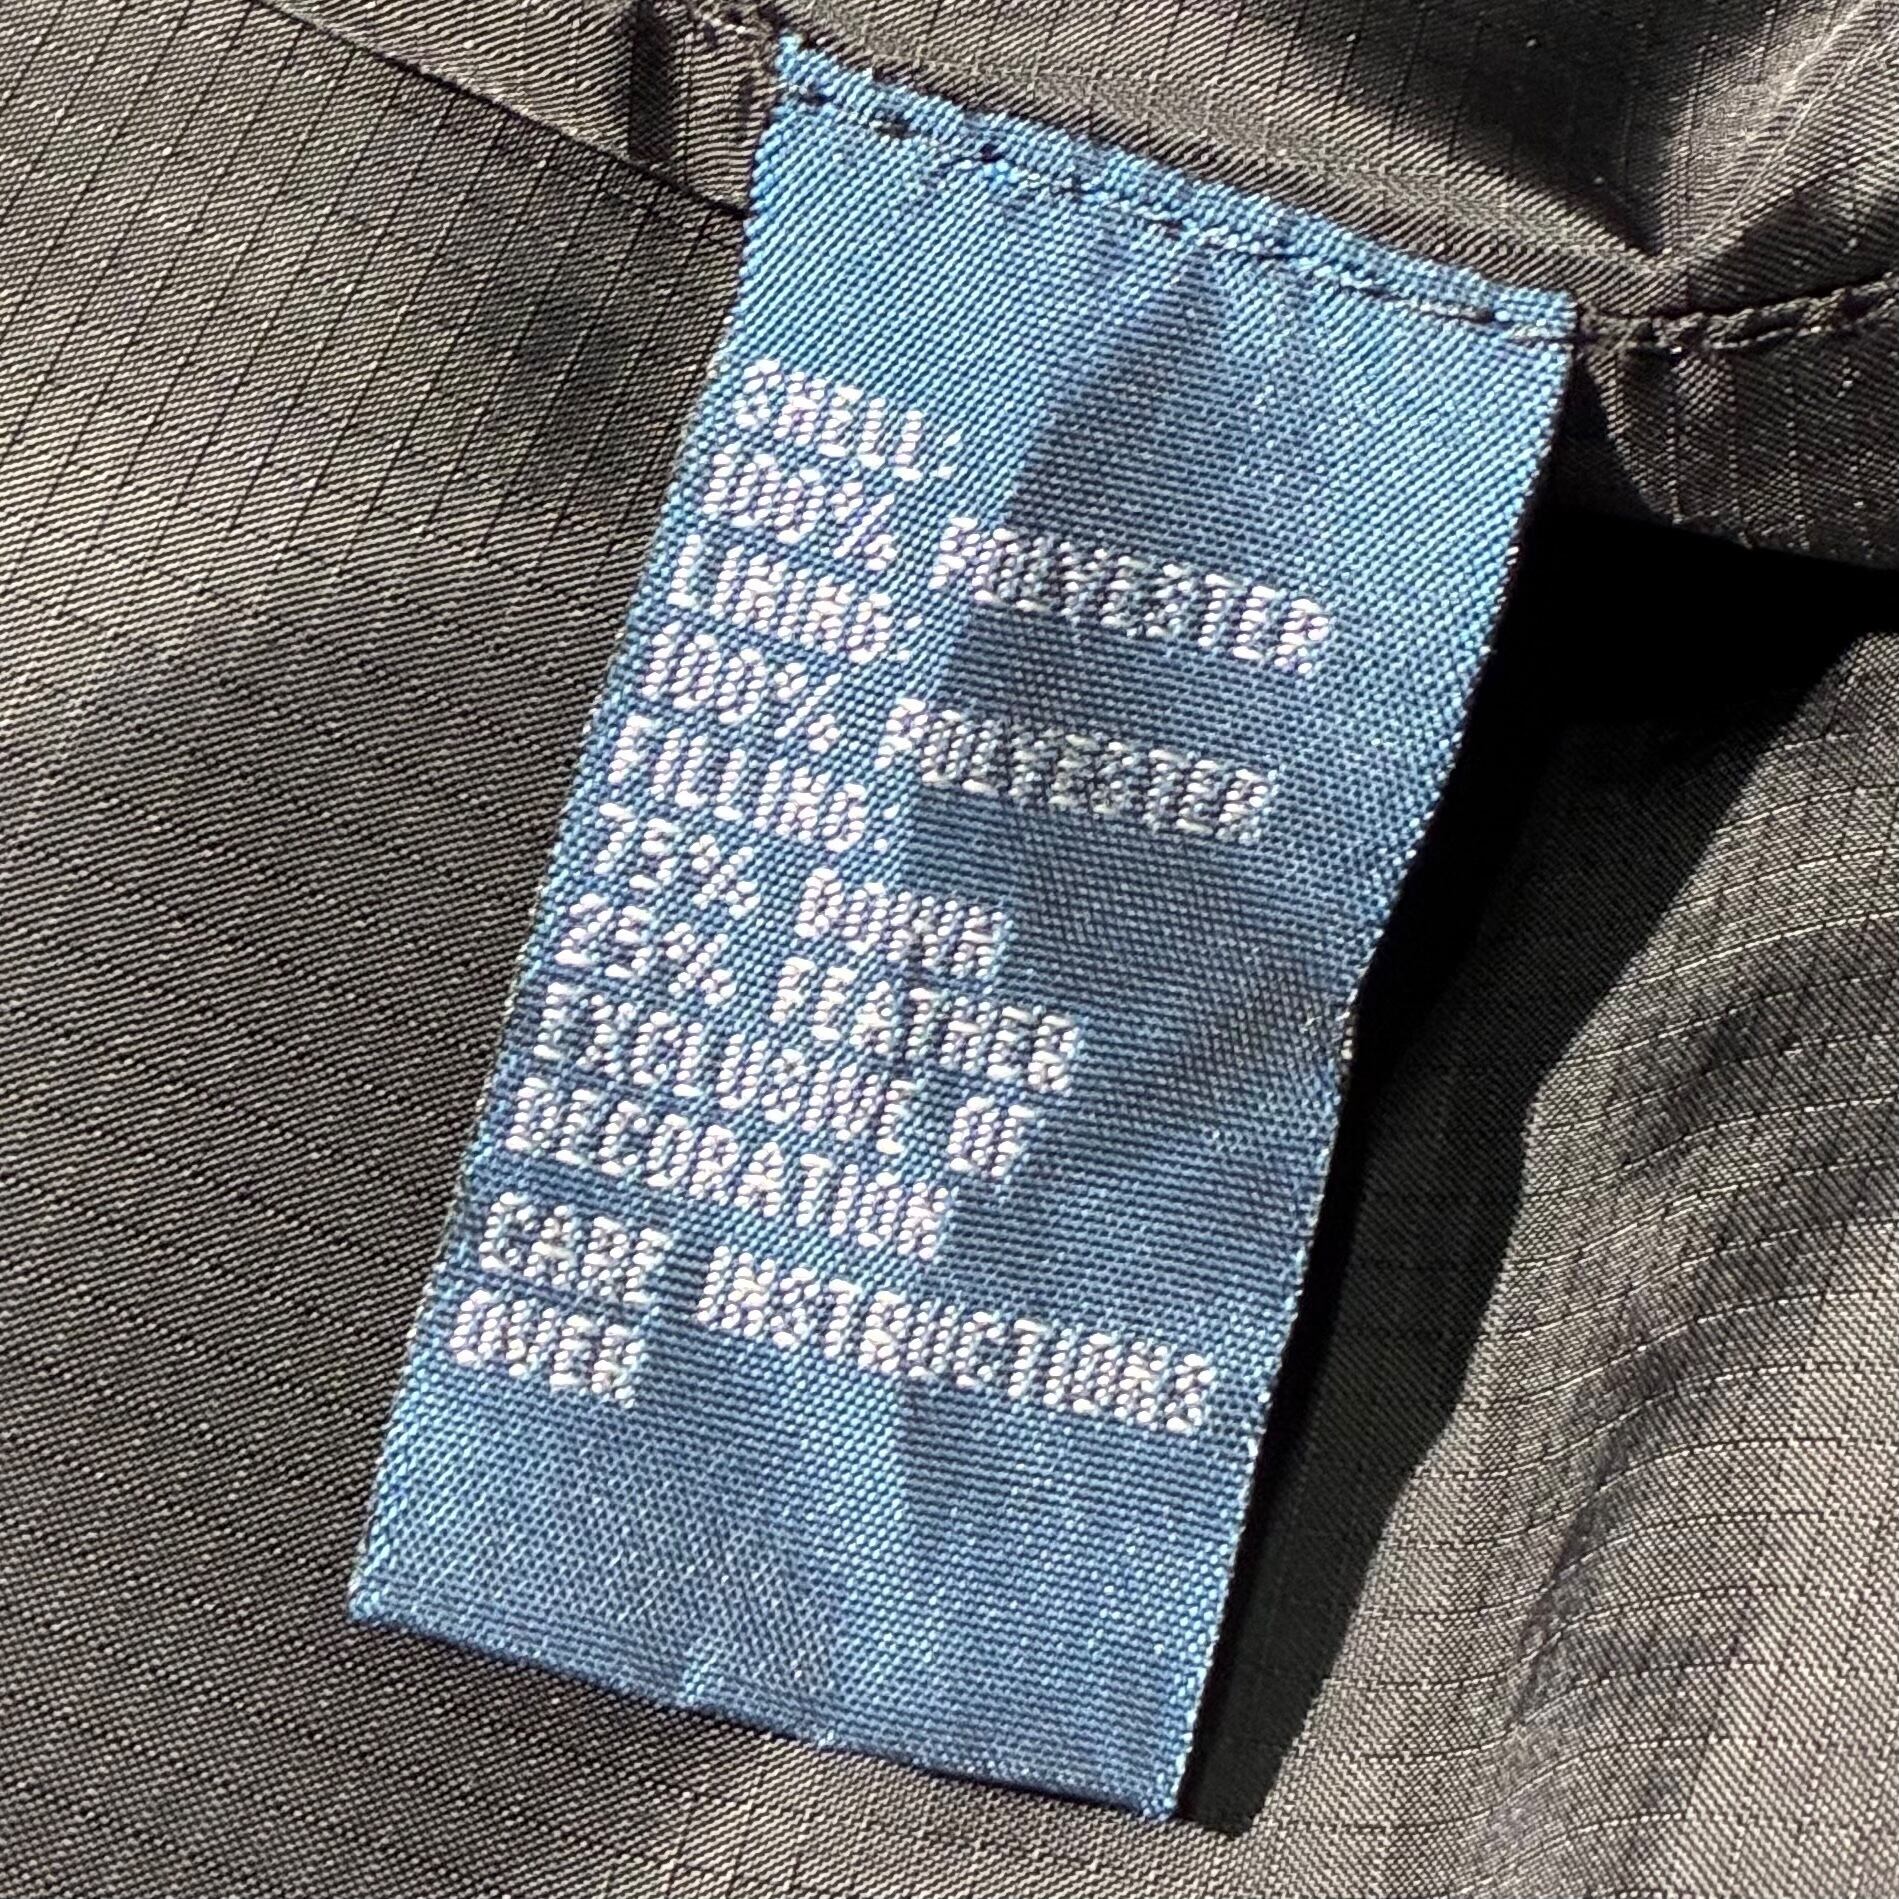 SHELL:
100% POLYESTER
LINING:
100% POLYESTER
FILLING:
75% DOWN
25% FEATHER
EXCLUSIVE OF
DECORATION
CARE INSTRUCTIONS
OVER